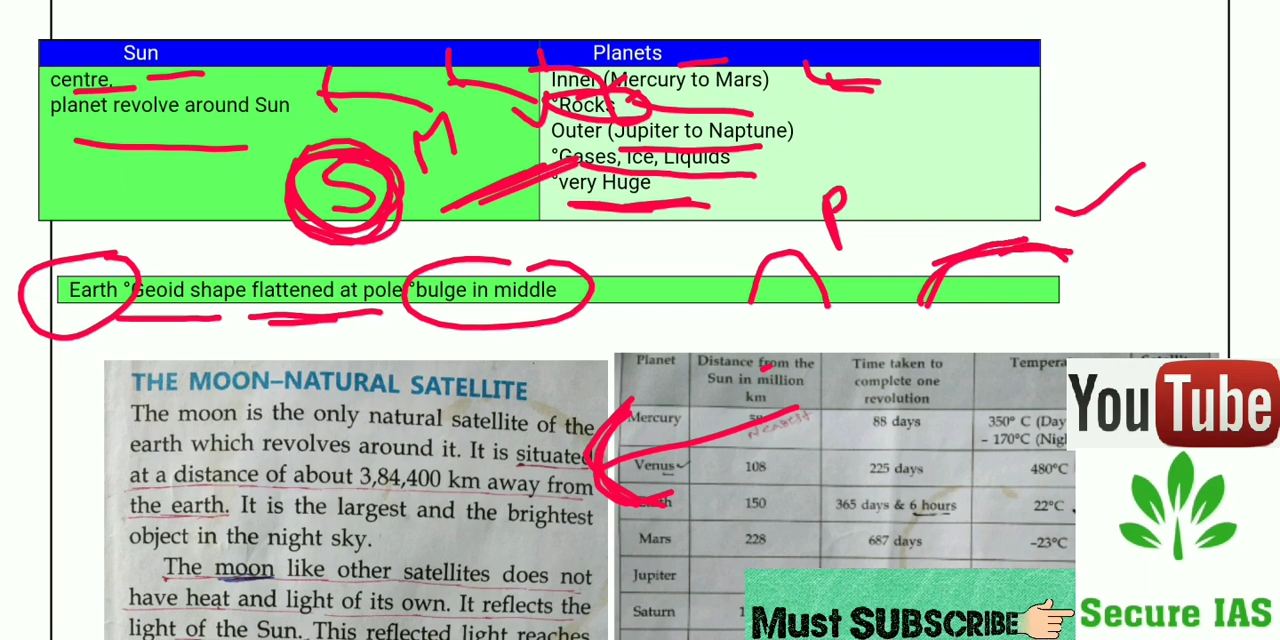 Sun
Planets
centre,
planet revolve around Sun
Inner (Mercury to Mars)
°Rocks
Outer (Jupiter to Naptune)
°Gases, Ice, Liquids
°very Huge
S
M
P
Earth °Geoid shape flattened at pole °bulge in middle
THE MOON–NATURAL SATELLITE
The moon is the only natural satellite of the
earth which revolves around it. It is situated
at a distance of about 3,84,400 km away from
the earth. It is the largest and the brightest
object in the night sky.
The moon like other satellites does not
have heat and light of its own. It reflects the
light of the Sun. This reflected light reaches
Planet Distance from the Sun in million km Time taken to complete one revolution
Mercury 88 days 350° C (Day
- 170°C
Venus 108 225 days 480°C
150 365 days & 6 hours 22°C
Mars 228 687 days -23°C
Jupiter
Saturn
YouTube
Must SUBSCRIBE
Secure IAS